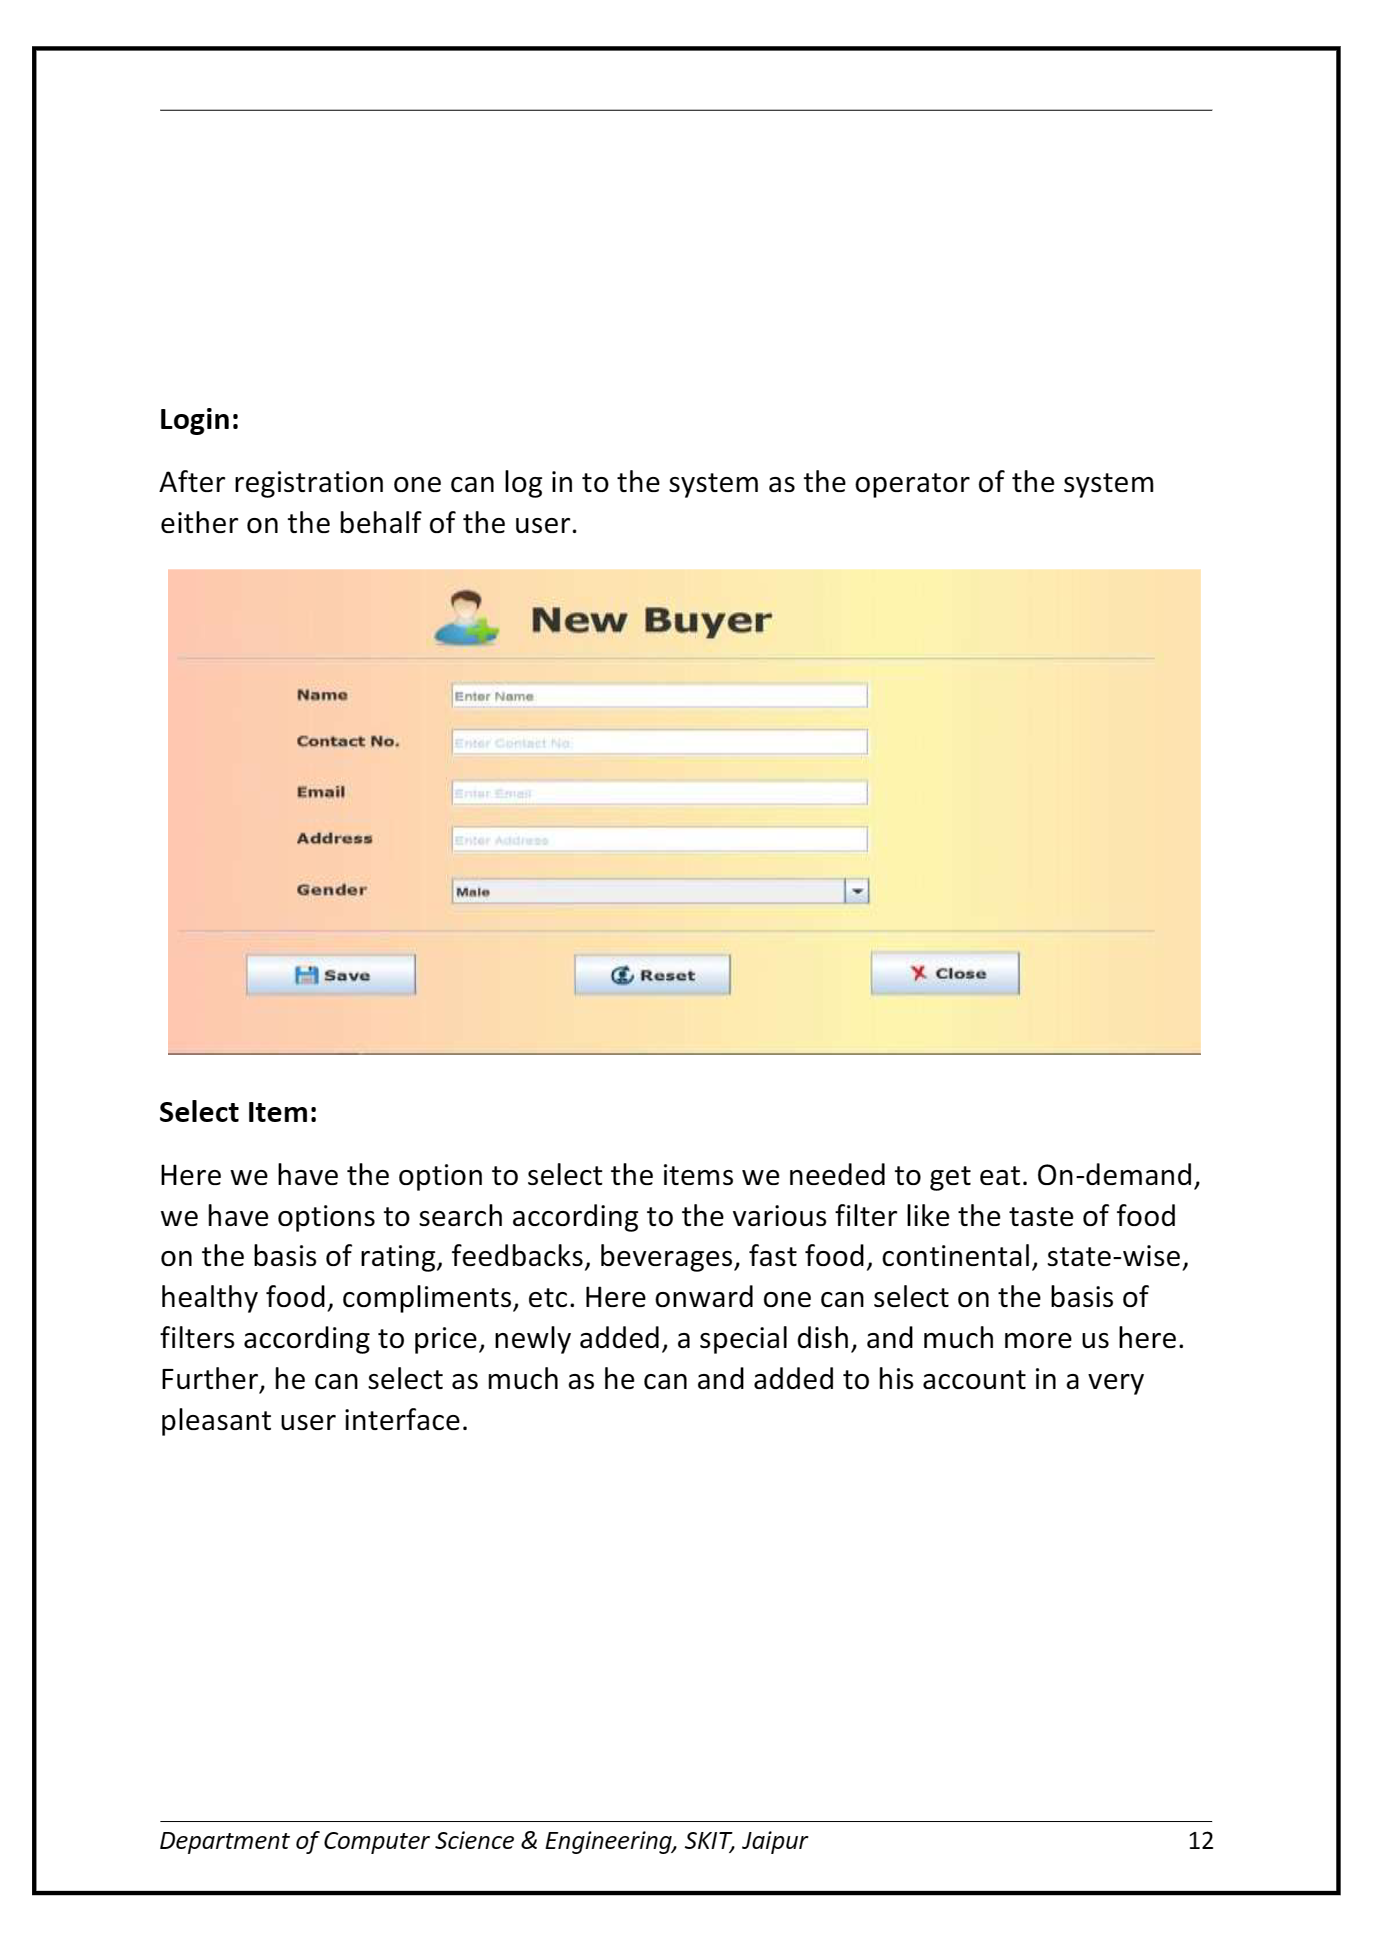 Login:
After registration one can log in to the system as the operator of the system
either on the behalf of the user.
New Buyer
Name
Enter Name
Contact No.
Enter Contact No.
Email
Enter Email
Address
Enter Address
Gender
Male
Save
Reset
Close
Select Item:
Here we have the option to select the items we needed to get eat. On-demand,
we have options to search according to the various filter like the taste of food
on the basis of rating, feedbacks, beverages, fast food, continental, state-wise,
healthy food, compliments, etc. Here onward one can select on the basis of
filters according to price, newly added, a special dish, and much more us here.
Further, he can select as much as he can and added to his account in a very
pleasant user interface.
Department of Computer Science & Engineering, SKIT, Jaipur 12